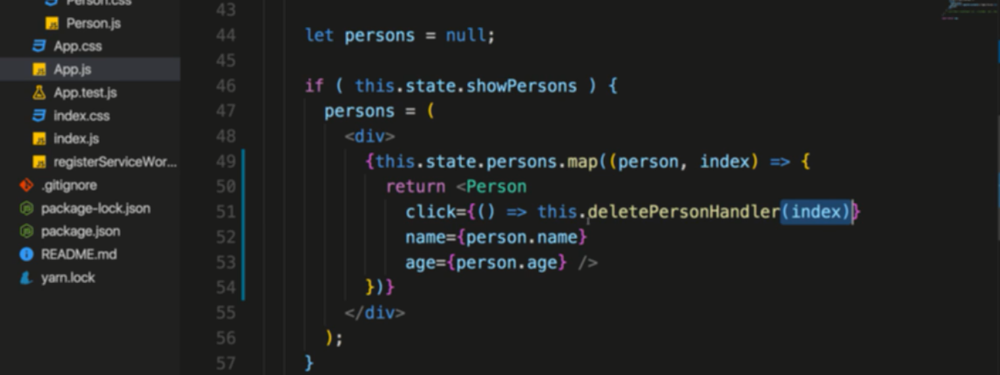 Person.css
Person.js
App.css
App.js
App.test.js
index.css
index.js
registerServiceWor...
.gitignore
package-lock.json
package.json
README.md
yarn.lock
43
44 let persons = null;
45
46 if ( this.state.showPersons ) {
47 persons = (
48 <div>
49 {this.state.persons.map((person, index) => {
50 return <Person
51 click={() => this.deletePersonHandler(index)}
52 name={person.name}
53 age={person.age} />
54 })}
55 </div>
56 );
57 }